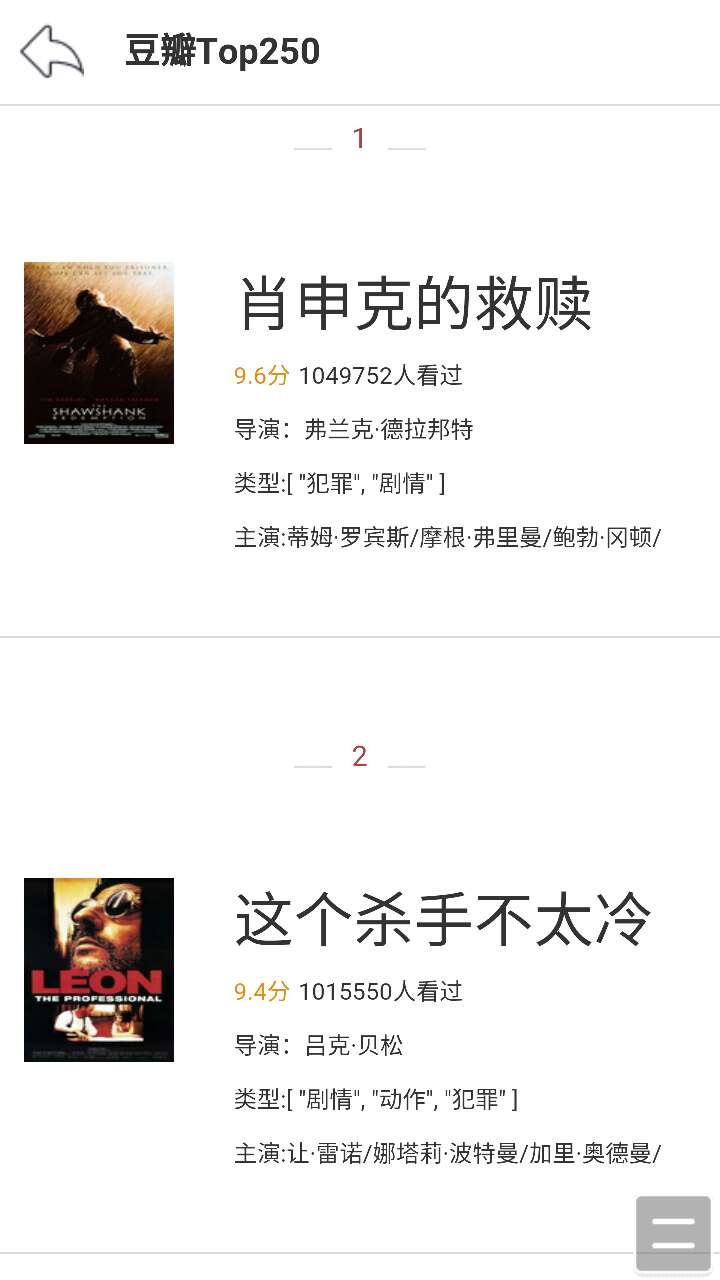 豆瓣Top250
1
肖申克的救赎
SHAWSHANK
REDEMPTION
9.6分 1049752人看过
导演：弗兰克·德拉邦特
类型:[ "犯罪", "剧情" ]
主演:蒂姆·罗宾斯/摩根·弗里曼/鲍勃·冈顿/
2
这个杀手不太冷
LEON
THE PROFESSIONAL
9.4分 1015550人看过
导演：吕克·贝松
类型:[ "剧情", "动作", "犯罪" ]
主演:让·雷诺/娜塔莉·波特曼/加里·奥德曼/